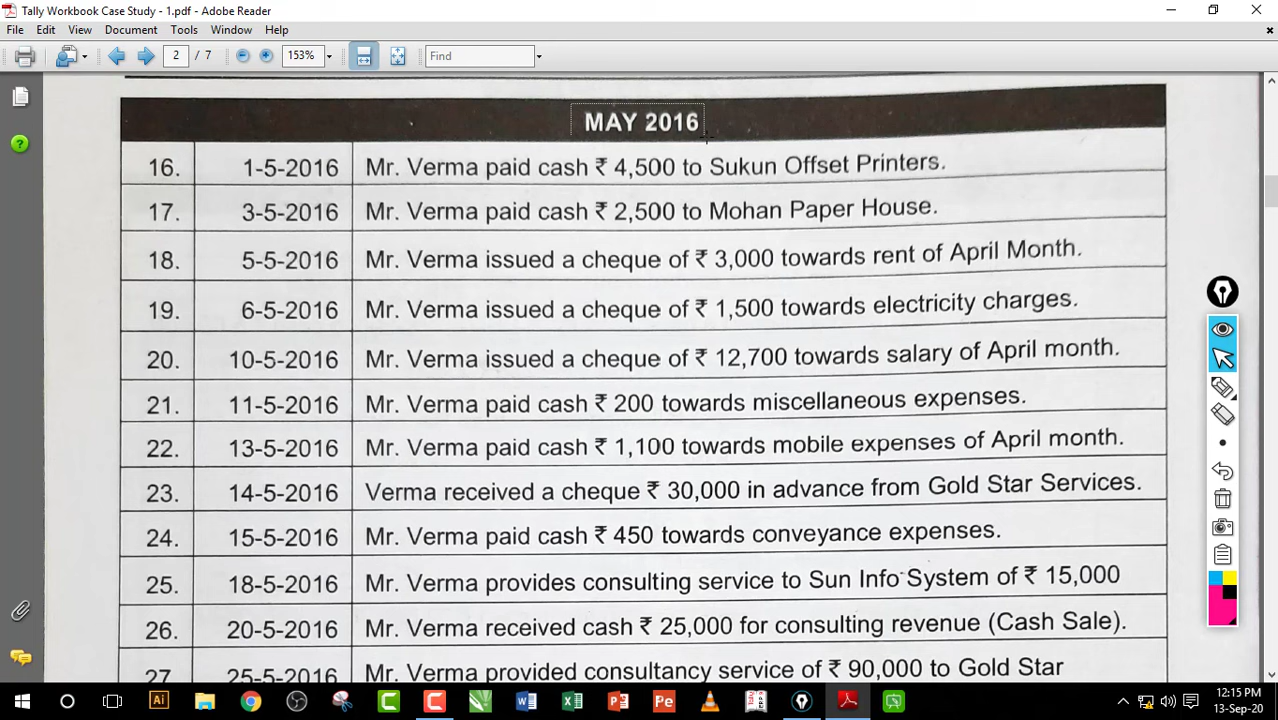 Tally Workbook Case Study - 1.pdf - Adobe Reader
File Edit View Document Tools Window Help
2 / 7 153% Find
MAY 2016
16. 1-5-2016 Mr. Verma paid cash ₹ 4,500 to Sukun Offset Printers.
17. 3-5-2016 Mr. Verma paid cash ₹ 2,500 to Mohan Paper House.
18. 5-5-2016 Mr. Verma issued a cheque of ₹ 3,000 towards rent of April Month.
19. 6-5-2016 Mr. Verma issued a cheque of ₹ 1,500 towards electricity charges.
20. 10-5-2016 Mr. Verma issued a cheque of ₹ 12,700 towards salary of April month.
21. 11-5-2016 Mr. Verma paid cash ₹ 200 towards miscellaneous expenses.
22. 13-5-2016 Mr. Verma paid cash ₹ 1,100 towards mobile expenses of April month.
23. 14-5-2016 Verma received a cheque ₹ 30,000 in advance from Gold Star Services.
24. 15-5-2016 Mr. Verma paid cash ₹ 450 towards conveyance expenses.
25. 18-5-2016 Mr. Verma provides consulting service to Sun Info System of ₹ 15,000
26. 20-5-2016 Mr. Verma received cash ₹ 25,000 for consulting revenue (Cash Sale).
27 25-5-2016 Mr. Verma provided consultancy service of ₹ 90,000 to Gold Star
Ai W X P Pe
12:15 PM
13-Sep-20